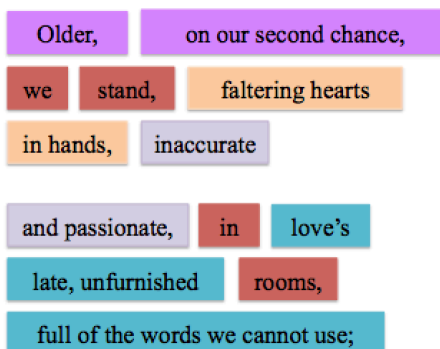 Older, on our second chance,
we stand, faltering hearts
in hands, inaccurate
and passionate, in love’s
late, unfurnished rooms,
full of the words we cannot use;